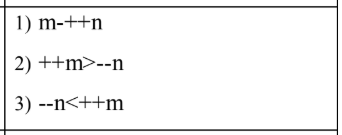 1) m-++n
2) ++m>--n
3) --n<++m